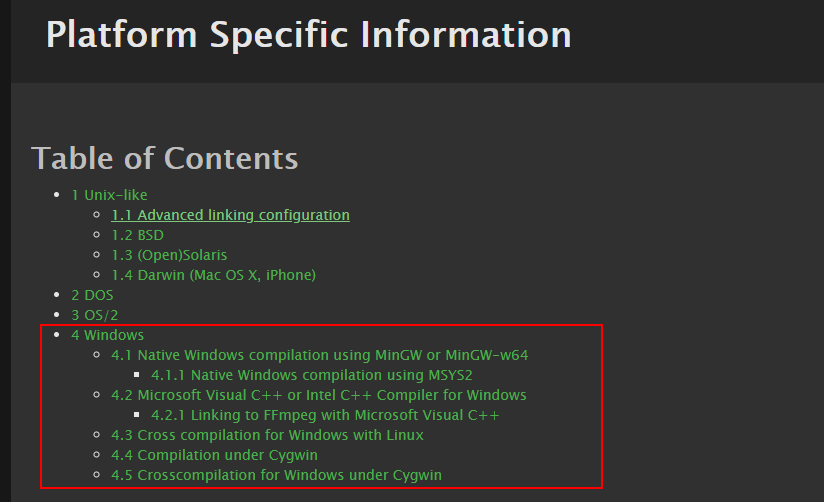 Platform Specific Information
Table of Contents
1 Unix-like
1.1 Advanced linking configuration
1.2 BSD
1.3 (Open)Solaris
1.4 Darwin (Mac OS X, iPhone)
2 DOS
3 OS/2
4 Windows
4.1 Native Windows compilation using MinGW or MinGW-w64
4.1.1 Native Windows compilation using MSYS2
4.2 Microsoft Visual C++ or Intel C++ Compiler for Windows
4.2.1 Linking to FFmpeg with Microsoft Visual C++
4.3 Cross compilation for Windows with Linux
4.4 Compilation under Cygwin
4.5 Crosscompilation for Windows under Cygwin